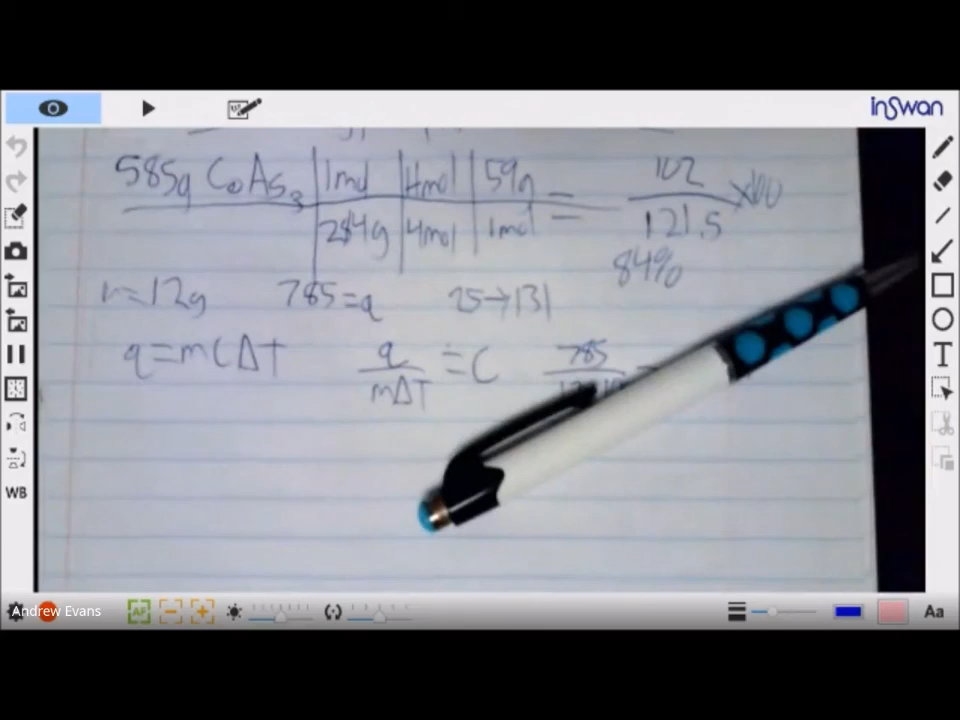 inSwan
585g CoAs3 | 1mol | 4mol | 59g = 102 x100
284g | 4mol | 1mol 121.5
84%
m=12g 785=q 25→131
q=mCΔT q =C 785
mΔT
WB
T
Andrew Evans
AF
Aa